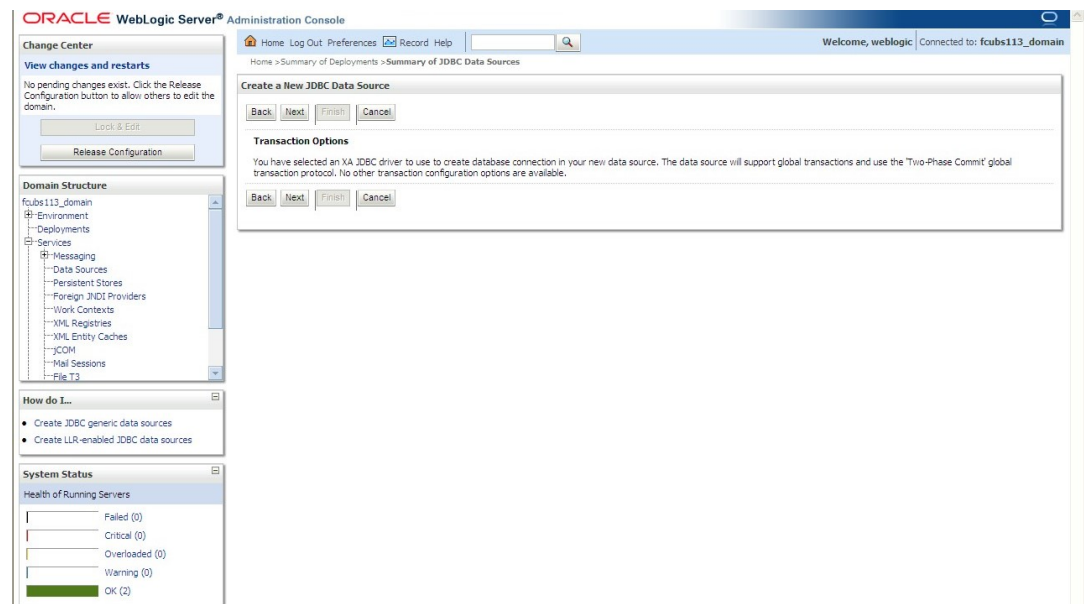 ORACLE WebLogic Server® Administration Console
Change Center
View changes and restarts
No pending changes exist. Click the Release
Configuration button to allow others to edit the
domain.
Lock & Edit
Release Configuration
Domain Structure
fcubs113_domain
Environment
Deployments
Services
Messaging
Data Sources
Persistent Stores
Foreign JNDI Providers
Work Contexts
XML Registries
XML Entity Caches
jCOM
Mail Sessions
File T3
How do I...
Create JDBC generic data sources
Create LLR-enabled JDBC data sources
System Status
Health of Running Servers
Failed (0)
Critical (0)
Overloaded (0)
Warning (0)
OK (2)
Home Log Out Preferences Record Help
Welcome, weblogic Connected to: fcubs113_domain
Home >Summary of Deployments >Summary of JDBC Data Sources
Create a New JDBC Data Source
Back Next Finish Cancel
Transaction Options
You have selected an XA JDBC driver to use to create database connection in your new data source. The data source will support global transactions and use the 'Two-Phase Commit' global
transaction protocol. No other transaction configuration options are available.
Back Next Finish Cancel